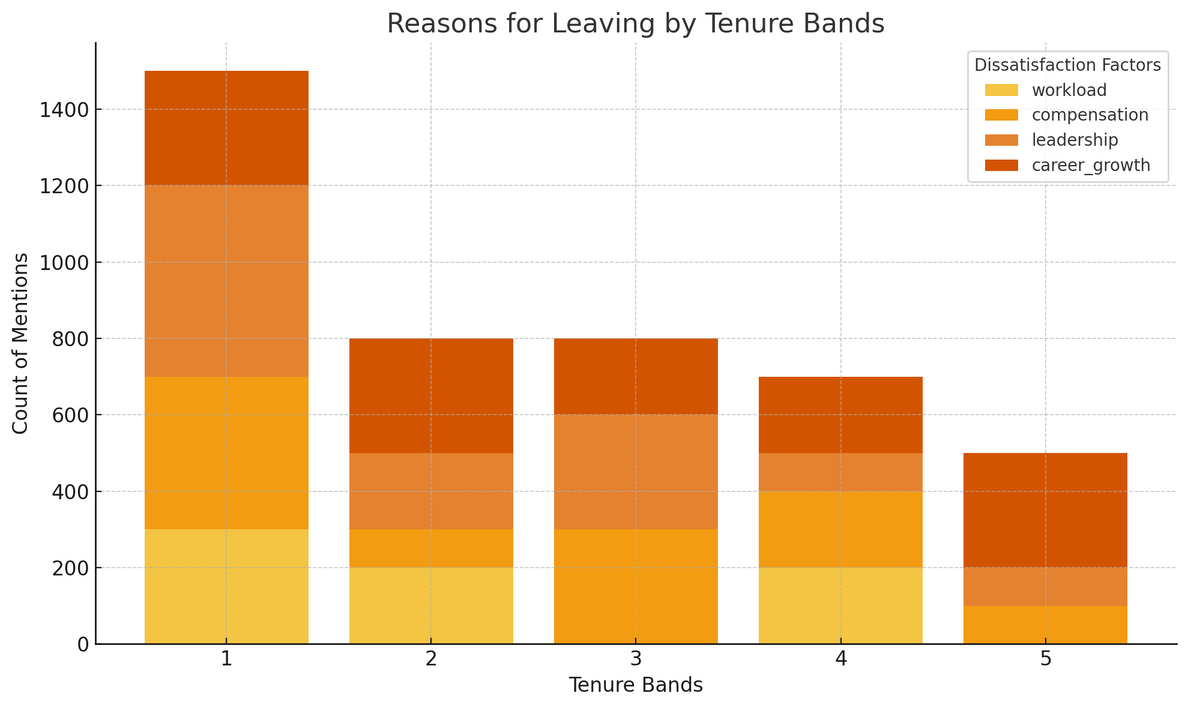 Reasons for Leaving by Tenure Bands
Dissatisfaction Factors
workload
compensation
leadership
career_growth
Count of Mentions
1400
1200
1000
800
600
400
200
0
1 2 3 4 5
Tenure Bands